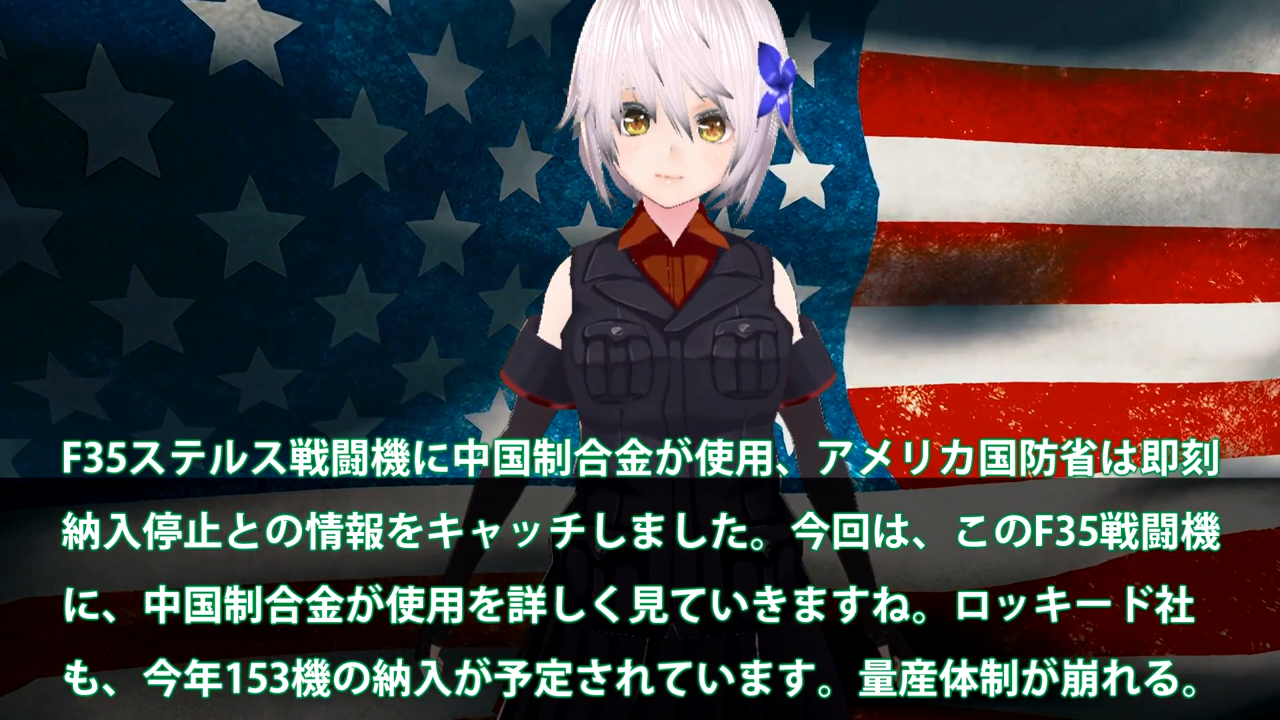 F35ステルス戦闘機に中国制合金が使用、アメリカ国防省は即刻
納入停止との情報をキャッチしました。今回は、このF35戦闘機
に、中国制合金が使用を詳しく見ていきますね。ロッキード社
も、今年153機の納入が予定されています。量産体制が崩れる。